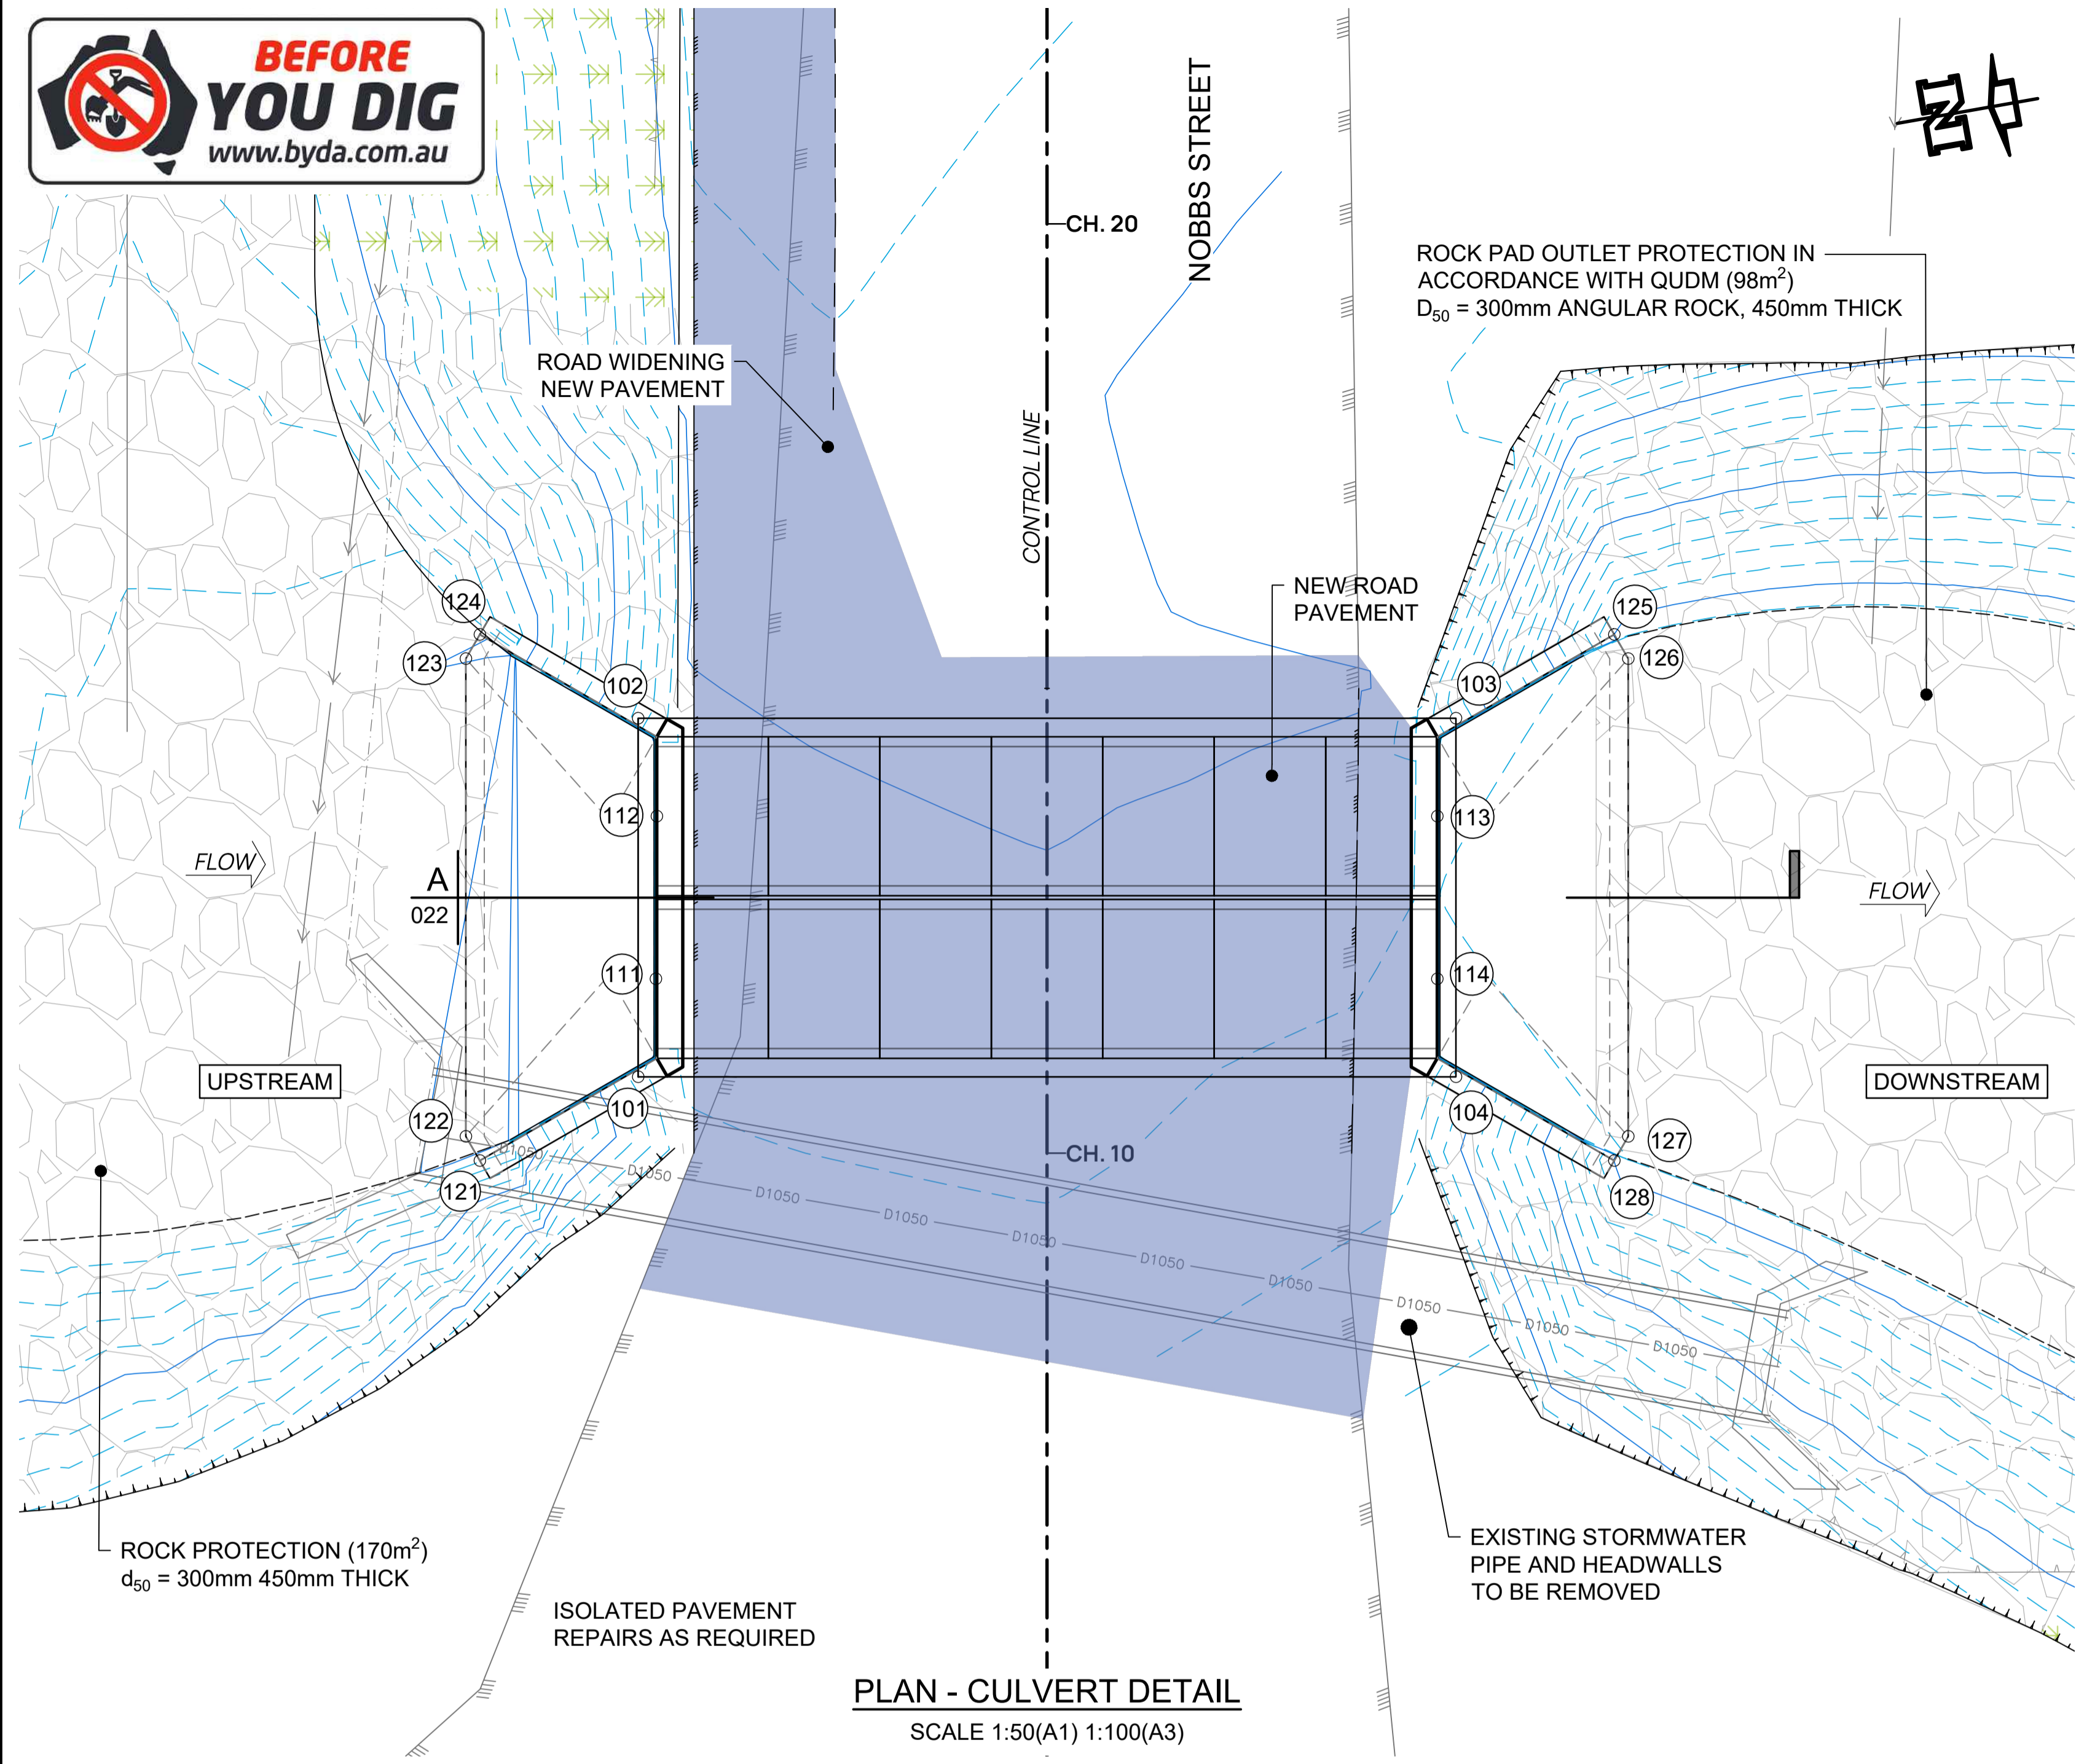 BEFORE
YOU DIG
www.byda.com.au
NOBBS STREET
CH. 20
N
ROCK PAD OUTLET PROTECTION IN
ACCORDANCE WITH QUDM (98m²)
D₅₀ = 300mm ANGULAR ROCK, 450mm THICK
ROAD WIDENING
NEW PAVEMENT
CONTROL LINE
NEW ROAD
PAVEMENT
124
123
102
103
125
126
112
113
FLOW
A
022
FLOW
111
114
UPSTREAM
DOWNSTREAM
122
101
104
127
121
128
CH. 10
D1050
D1050
D1050
D1050
D1050
D1050
D1050
D1050
D1050
D1050
ROCK PROTECTION (170m²)
d₅₀ = 300mm 450mm THICK
EXISTING STORMWATER
PIPE AND HEADWALLS
TO BE REMOVED
ISOLATED PAVEMENT
REPAIRS AS REQUIRED
PLAN - CULVERT DETAIL
SCALE 1:50(A1) 1:100(A3)